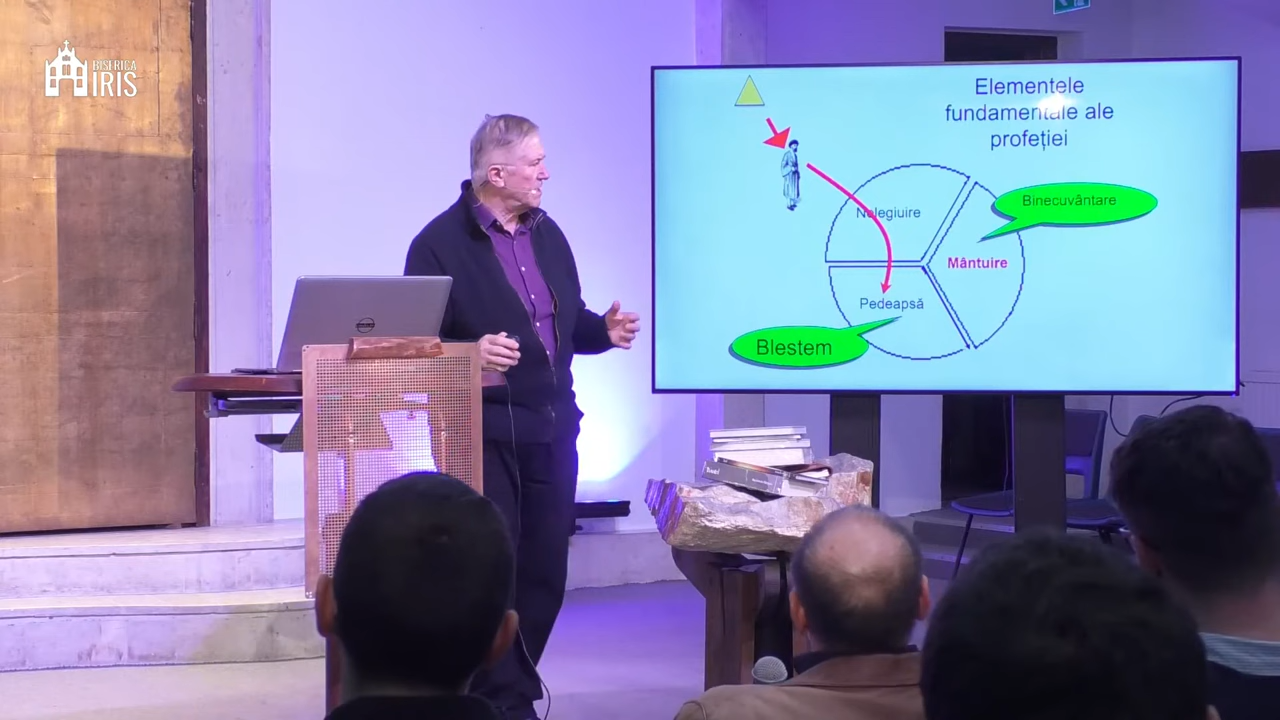 BISERICA
IRIS
Elementele
fundamentale ale
profeției
Nelegiuire
Binecuvântare
Mântuire
Pedeapsă
Blestem